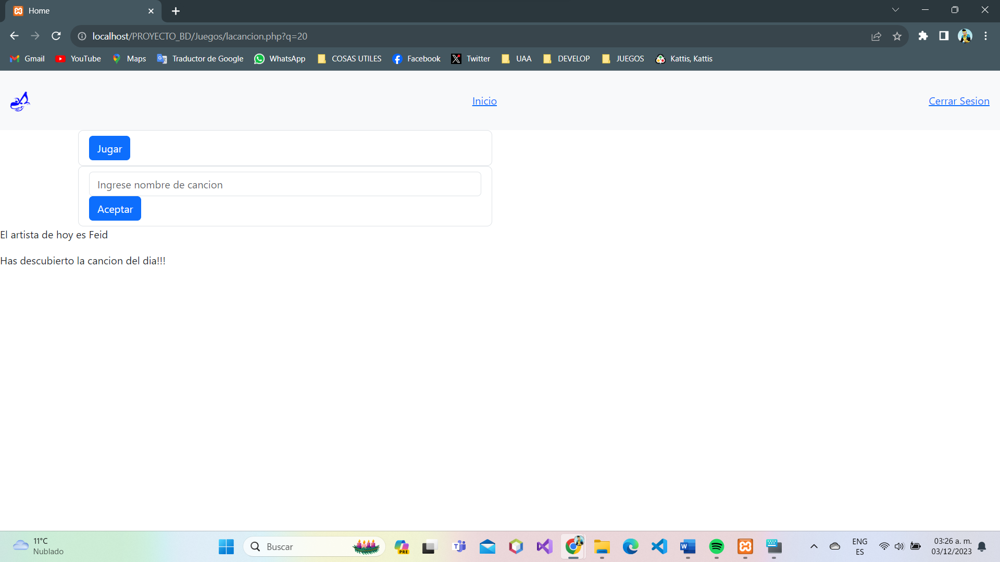 Home
localhost/PROYECTO_BD/Juegos/lacancion.php?q=20
Gmail YouTube Maps Traductor de Google WhatsApp COSAS UTILES Facebook Twitter UAA DEVELOP JUEGOS Kattis, Kattis
Inicio Cerrar Sesion
Jugar
Ingrese nombre de cancion
Aceptar
El artista de hoy es Feid
Has descubierto la cancion del dia!!!
11°C
Nublado
Buscar
PRE
ENG
ES
03:26 a. m.
03/12/2023